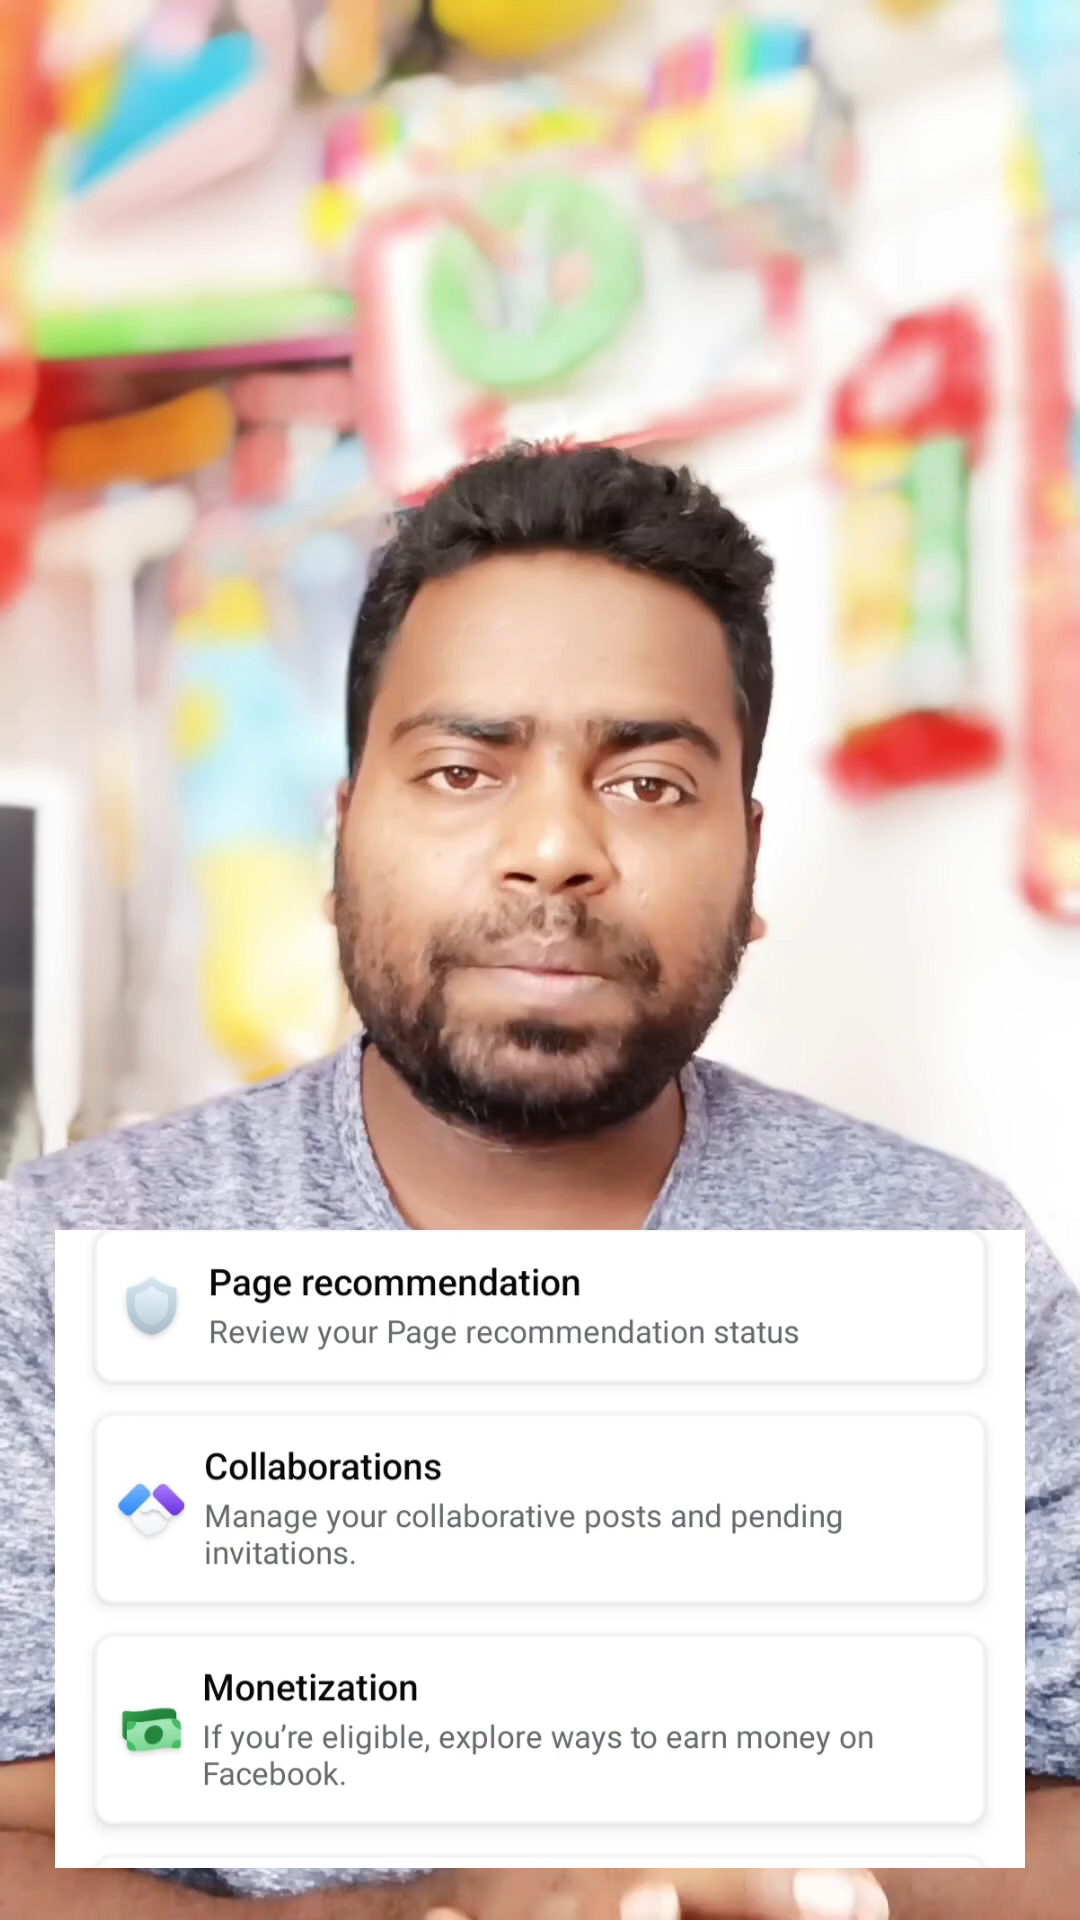 Page recommendation
Review your Page recommendation status
Collaborations
Manage your collaborative posts and pending
invitations.
Monetization
If you’re eligible, explore ways to earn money on
Facebook.